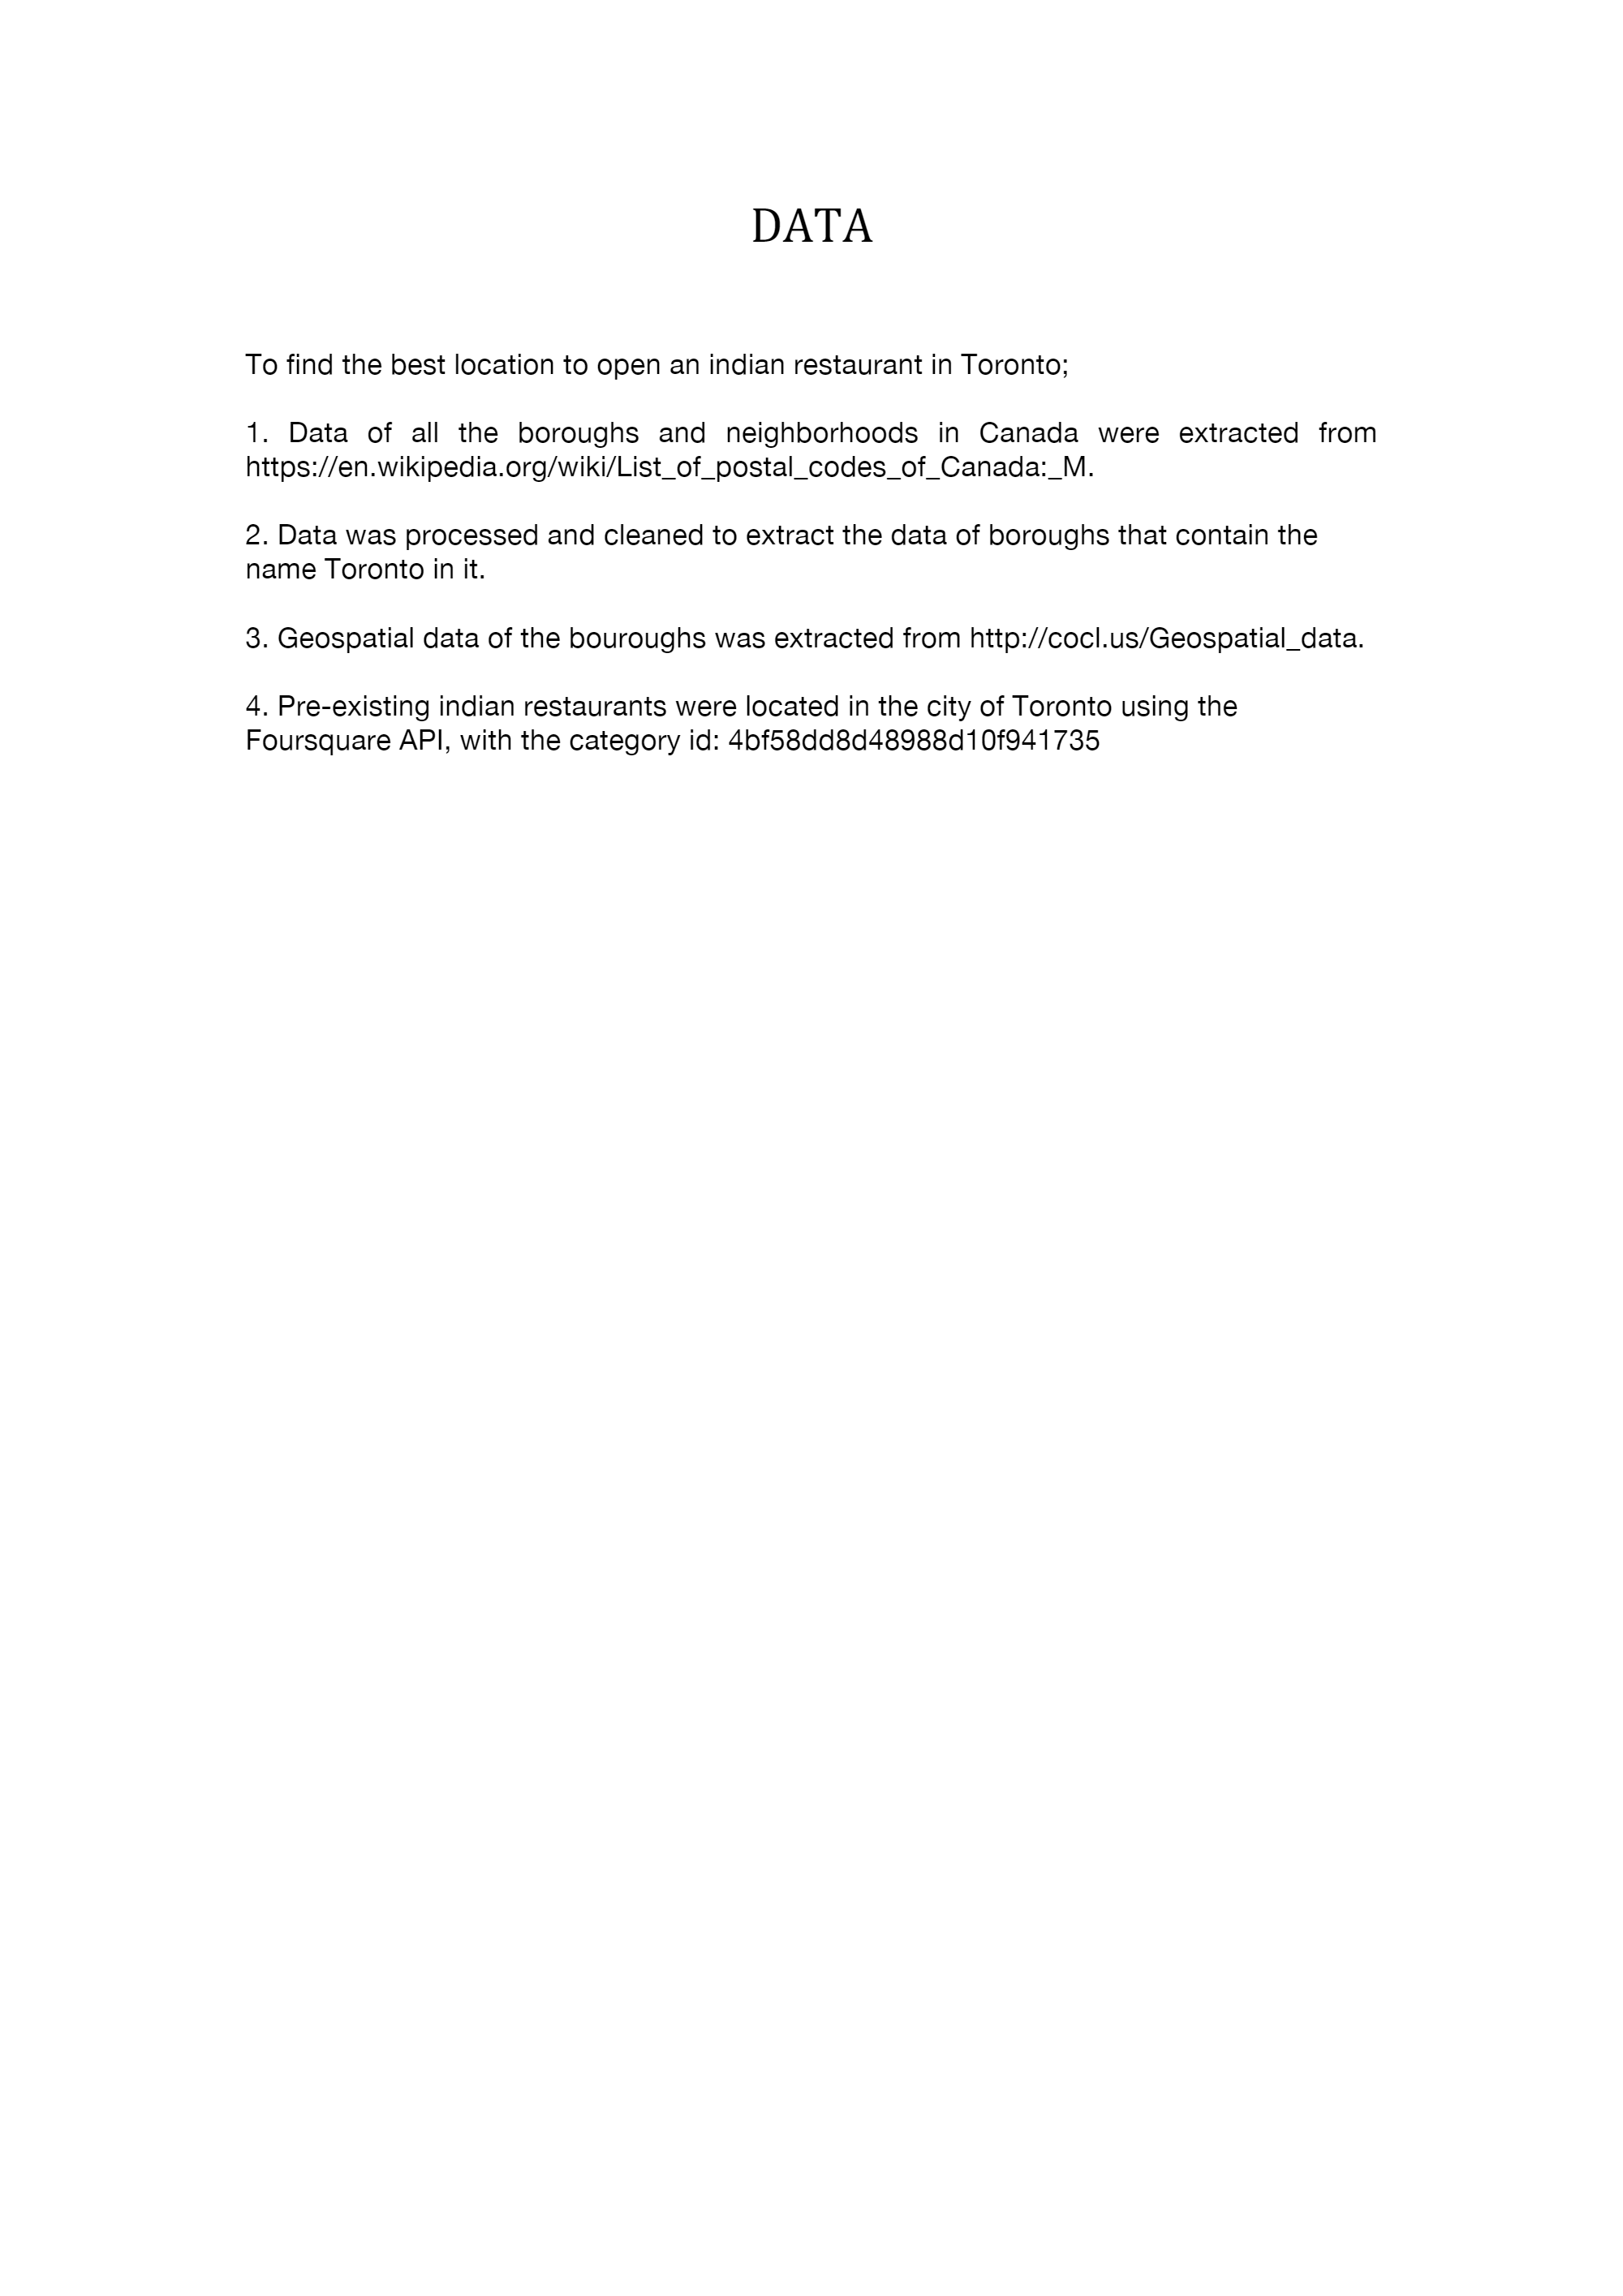 DATA
To find the best location to open an indian restaurant in Toronto;
1. Data of all the boroughs and neighborhoods in Canada were extracted from
https://en.wikipedia.org/wiki/List_of_postal_codes_of_Canada:_M.
2. Data was processed and cleaned to extract the data of boroughs that contain the
name Toronto in it.
3. Geospatial data of the bouroughs was extracted from http://cocl.us/Geospatial_data.
4. Pre-existing indian restaurants were located in the city of Toronto using the
Foursquare API, with the category id: 4bf58dd8d48988d10f941735